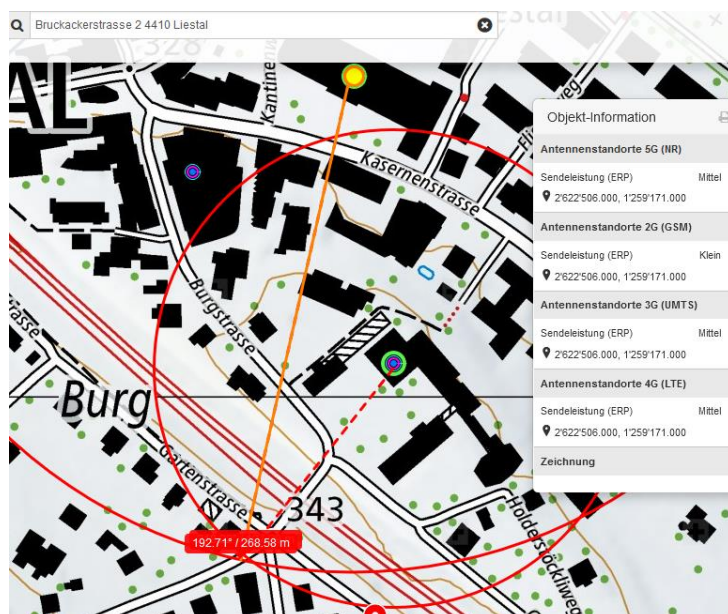 Bruckackerstrasse 2 4410 Liestal
328
AL
Kantine
Kasernenstrasse
Burgstrasse
Burg
Gartenstrasse
343
192.71° / 268.58 m
Holderstöckliweg
Objekt-Information
Antennenstandorte 5G (NR)
Sendeleistung (ERP) Mittel
2'622'506.000, 1'259'171.000
Antennenstandorte 2G (GSM)
Sendeleistung (ERP) Klein
2'622'506.000, 1'259'171.000
Antennenstandorte 3G (UMTS)
Sendeleistung (ERP) Mittel
2'622'506.000, 1'259'171.000
Antennenstandorte 4G (LTE)
Sendeleistung (ERP) Mittel
2'622'506.000, 1'259'171.000
Zeichnung